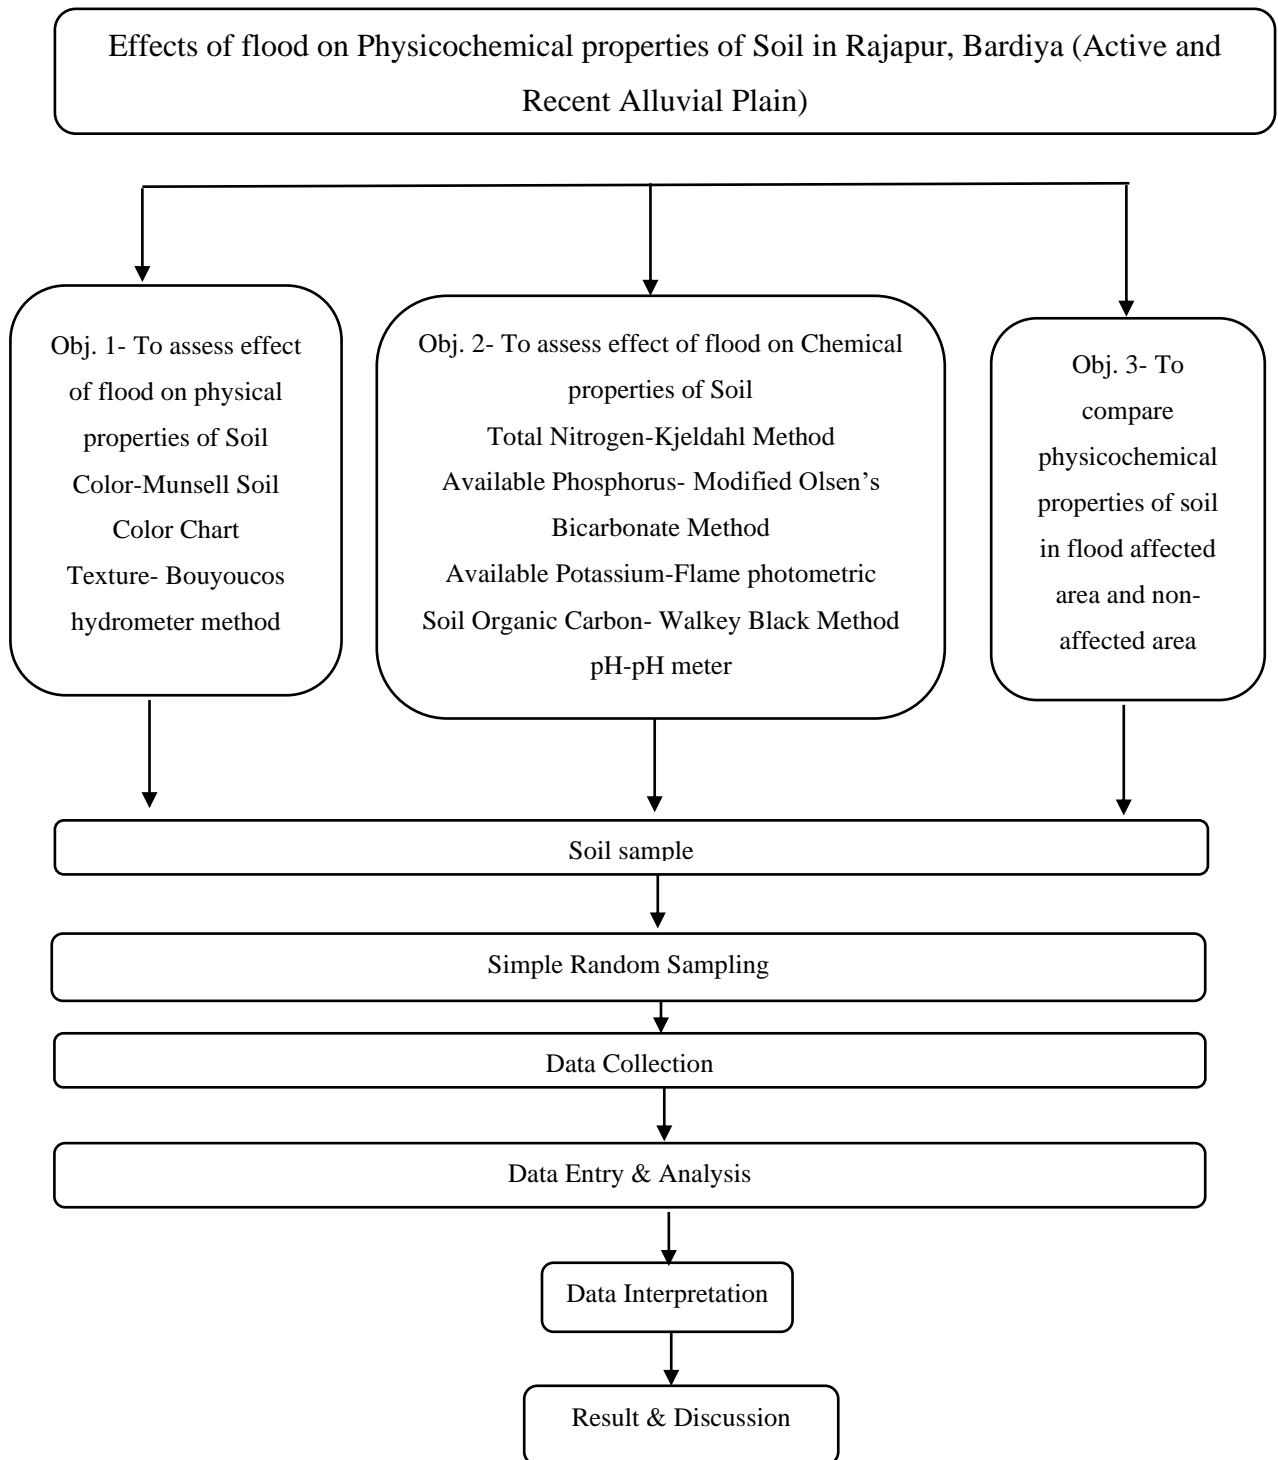 Effects of flood on Physicochemical properties of Soil in Rajapur, Bardiya (Active and
Recent Alluvial Plain)
Obj. 1- To assess effect
of flood on physical
properties of Soil
Color-Munsell Soil
Color Chart
Texture- Bouyoucos
hydrometer method
Obj. 2- To assess effect of flood on Chemical
properties of Soil
Total Nitrogen-Kjeldahl Method
Available Phosphorus- Modified Olsen’s
Bicarbonate Method
Available Potassium-Flame photometric
Soil Organic Carbon- Walkey Black Method
pH-pH meter
Obj. 3- To
compare
physicochemical
properties of soil
in flood affected
area and non-
affected area
Soil sample
Simple Random Sampling
Data Collection
Data Entry & Analysis
Data Interpretation
Result & Discussion